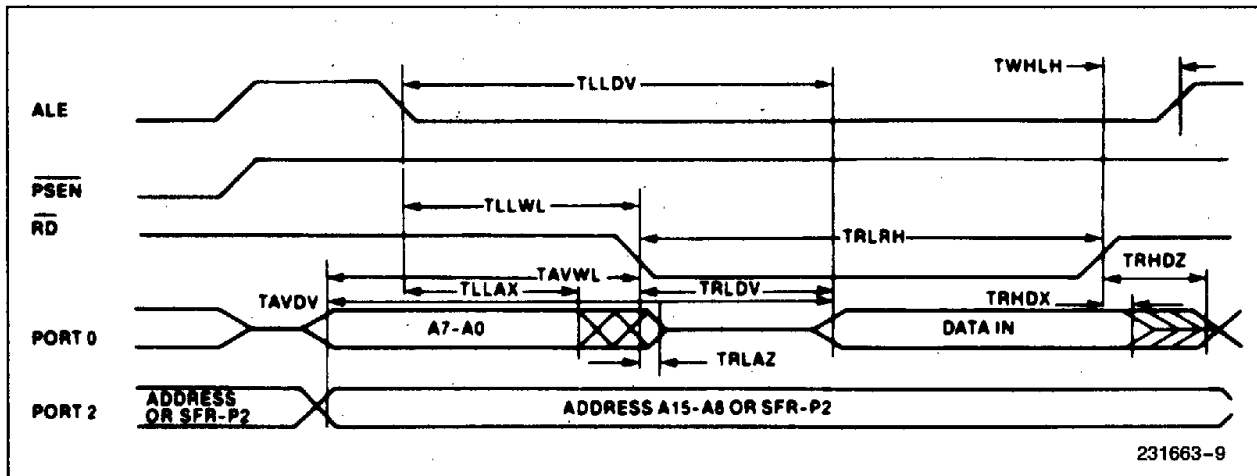 TWHLH
TLLDV
ALE
PSEN
TLLWL
RD
TRLRH
TAVWL
TRHDZ
TAVDV
TLLAX
TRLDV
TRHDX
PORT 0
A7-A0
DATA IN
TRLAZ
PORT 2
ADDRESS
OR SFR-P2
ADDRESS A15-A8 OR SFR-P2
231663-9